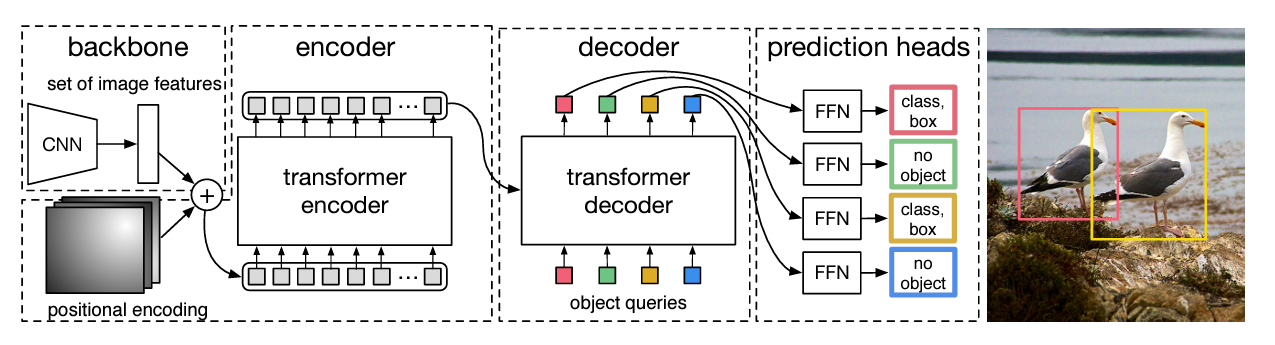 backbone
set of image features
CNN
+
positional encoding
encoder
...
transformer
encoder
...
decoder
transformer
decoder
object queries
prediction heads
FFN
class,
box
FFN
no
object
FFN
class,
box
FFN
no
object